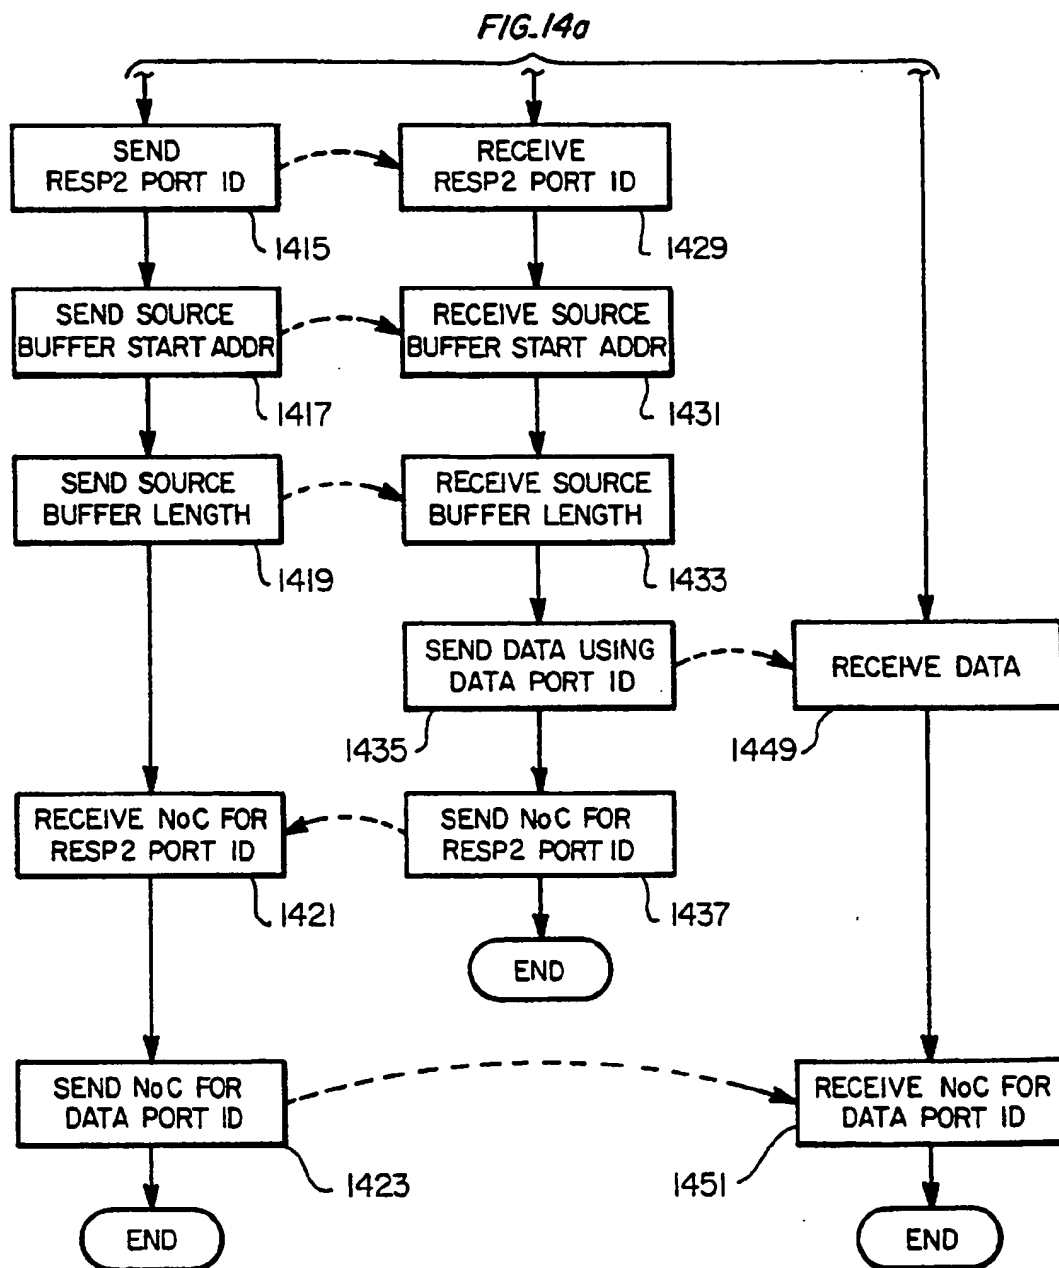 FIG_14a
SEND
RESP2 PORT ID
1415
RECEIVE
RESP2 PORT ID
1429
SEND SOURCE
BUFFER START ADDR
1417
RECEIVE SOURCE
BUFFER START ADDR
1431
SEND SOURCE
BUFFER LENGTH
1419
RECEIVE SOURCE
BUFFER LENGTH
1433
SEND DATA USING
DATA PORT ID
1435
RECEIVE DATA
1449
RECEIVE NoC FOR
RESP2 PORT ID
1421
SEND NoC FOR
RESP2 PORT ID
1437
END
SEND NoC FOR
DATA PORT ID
1423
RECEIVE NoC FOR
DATA PORT ID
1451
END
END